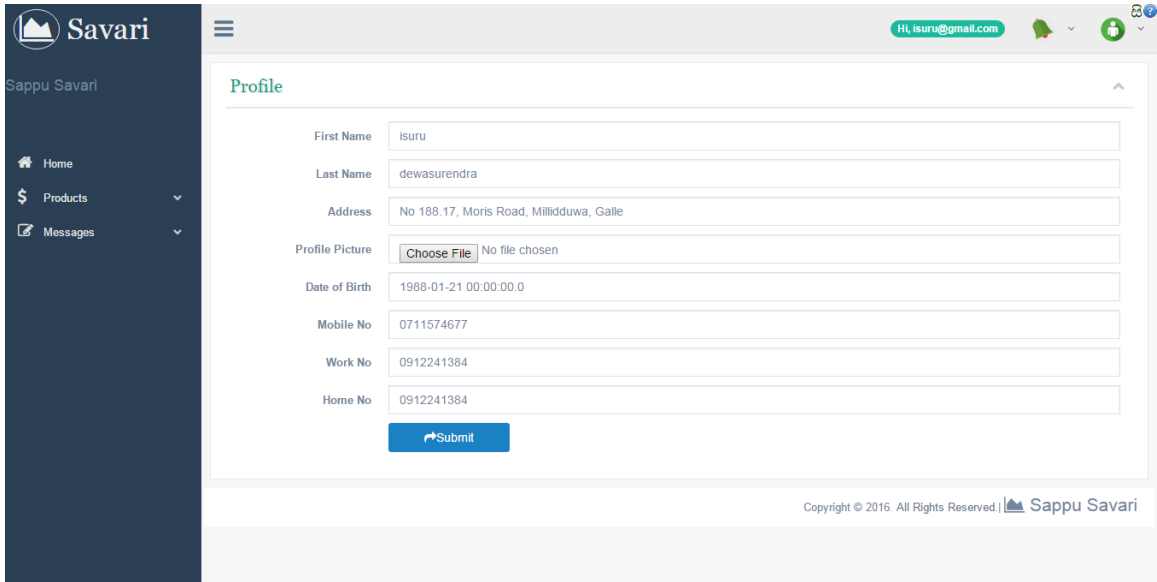 Savari
Hi, isuru@gmail.com
Sappu Savari
Home
Products
Messages
Profile
First Name isuru
Last Name dewasurendra
Address No 188.17, Moris Road, Millidduwa, Galle
Profile Picture Choose File No file chosen
Date of Birth 1988-01-21 00:00:00.0
Mobile No 0711574677
Work No 0912241384
Home No 0912241384
Submit
Copyright © 2016. All Rights Reserved.| Sappu Savari